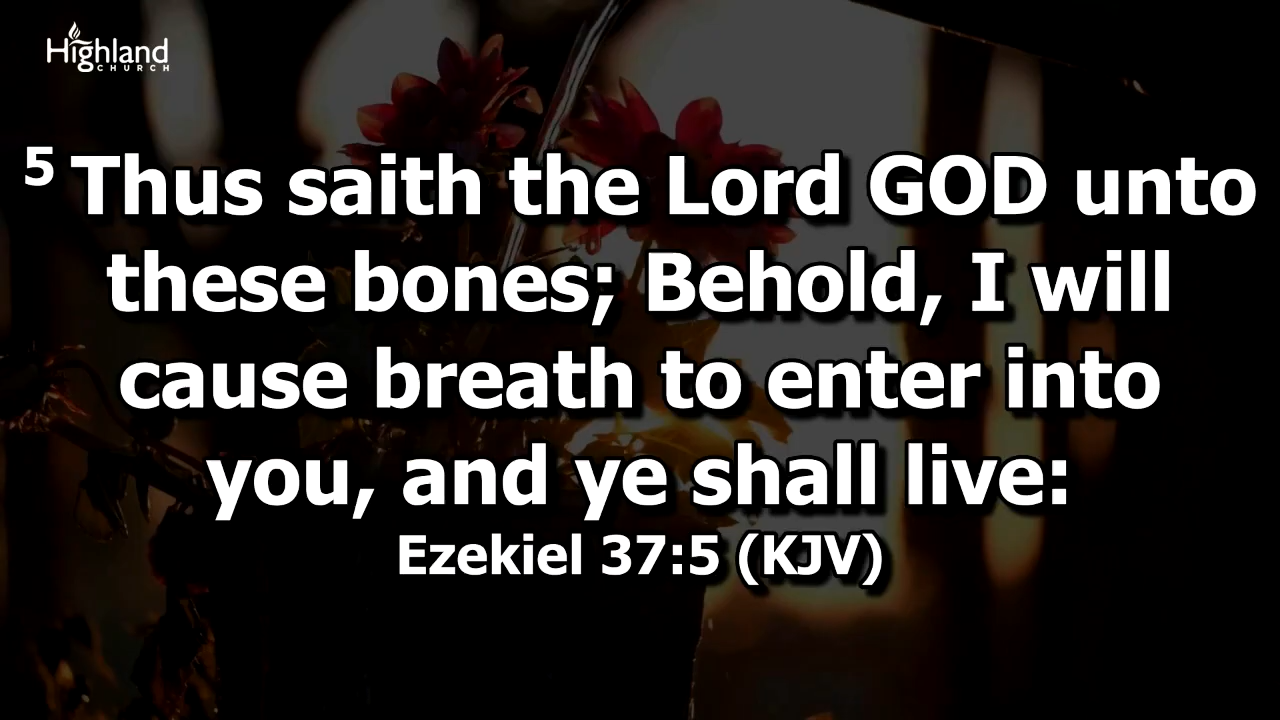 Highland
CHURCH
5 Thus saith the Lord GOD unto
these bones; Behold, I will
cause breath to enter into
you, and ye shall live:
Ezekiel 37:5 (KJV)